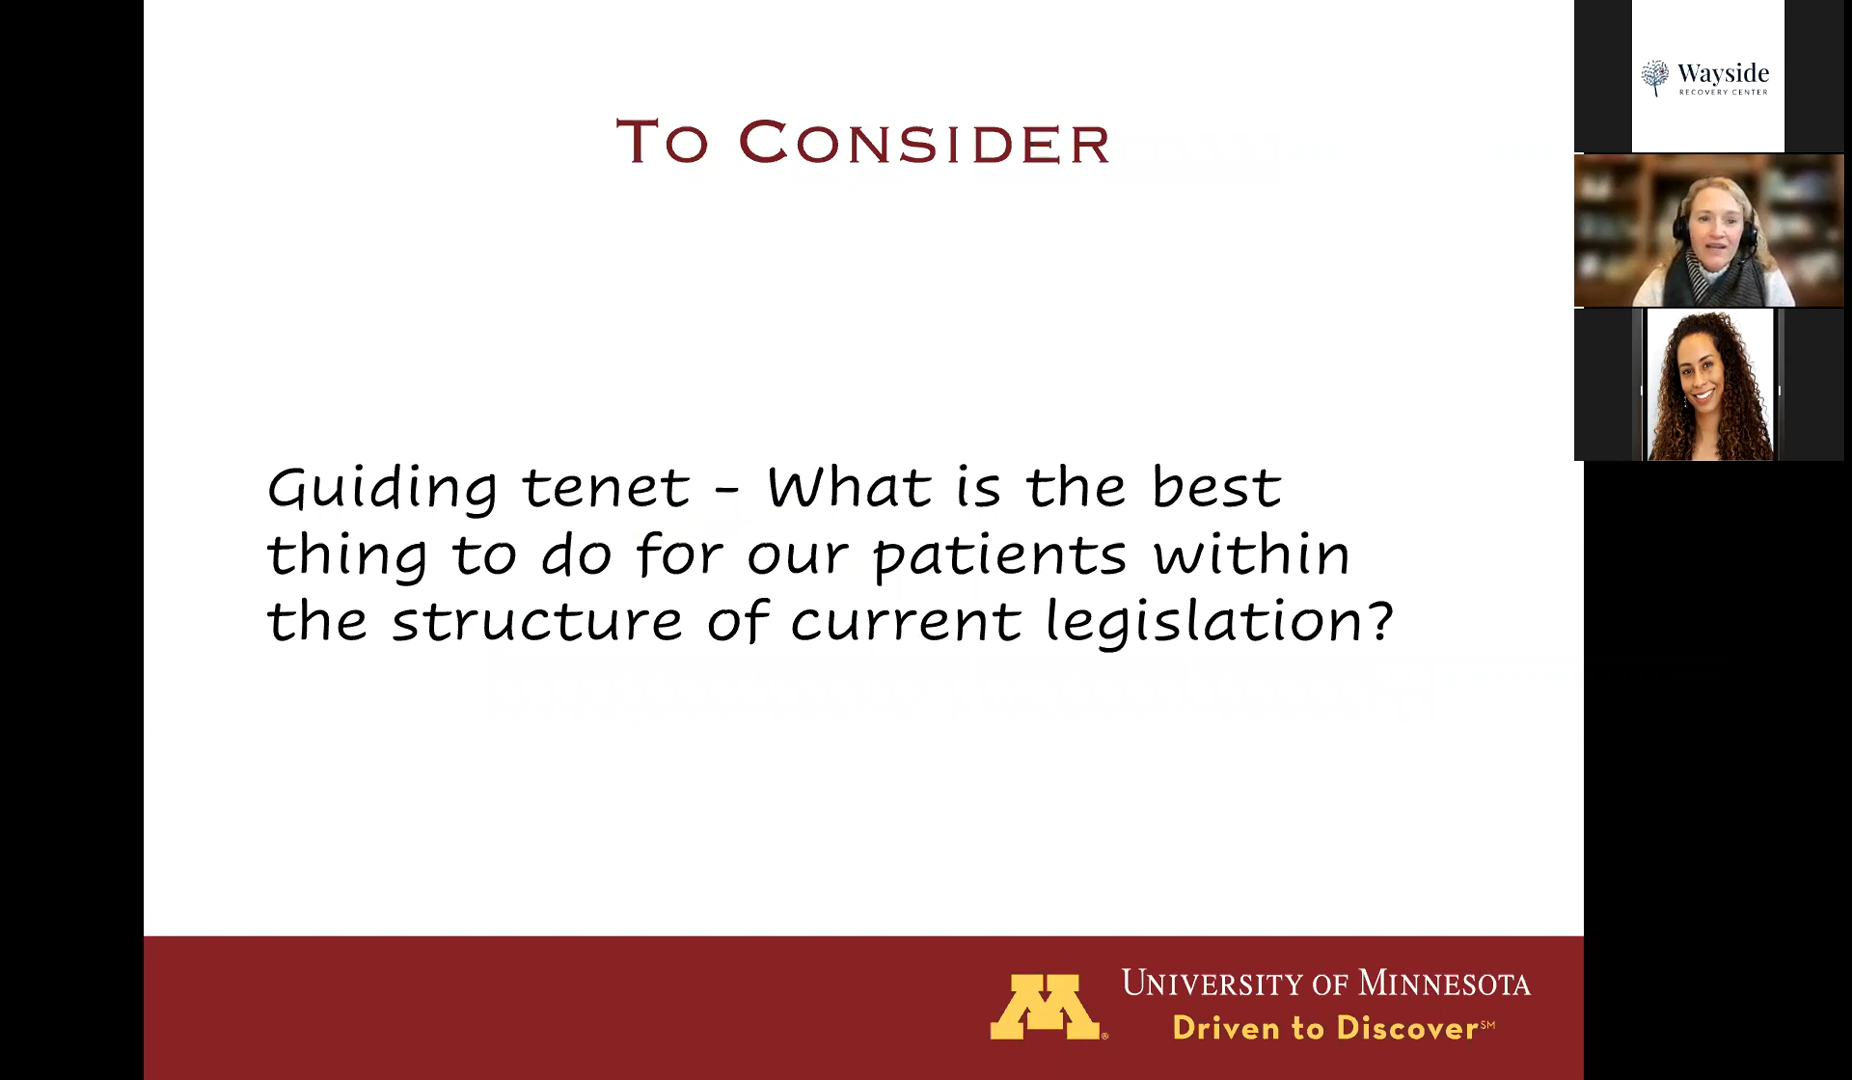 To Consider
Guiding tenet - What is the best
thing to do for our patients within
the structure of current legislation?
Wayside
RECOVERY CENTER
University of Minnesota
Driven to Discover℠